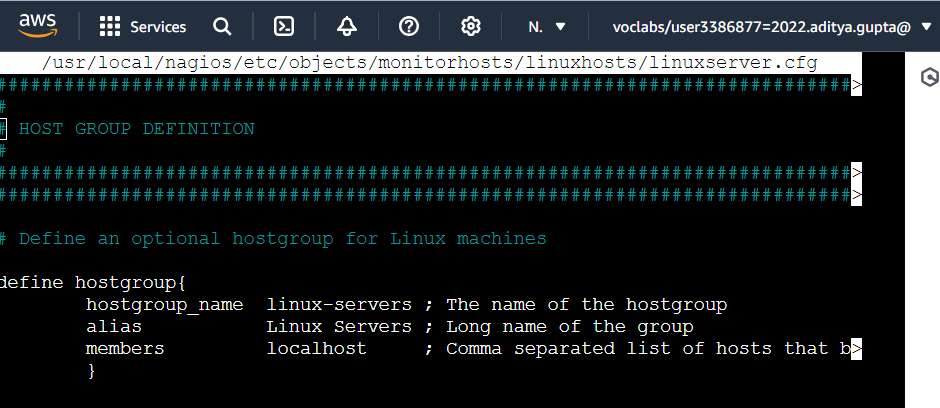 aws Services N. ▼ voclabs/user3386877=2022.aditya.gupta@ ▼
/usr/local/nagios/etc/objects/monitorhosts/linuxhosts/linuxserver.cfg
##############################################################################>
#
# HOST GROUP DEFINITION
#
##############################################################################>
##############################################################################>
# Define an optional hostgroup for Linux machines
define hostgroup{
hostgroup_name linux-servers ; The name of the hostgroup
alias Linux Servers ; Long name of the group
members localhost ; Comma separated list of hosts that b>
}